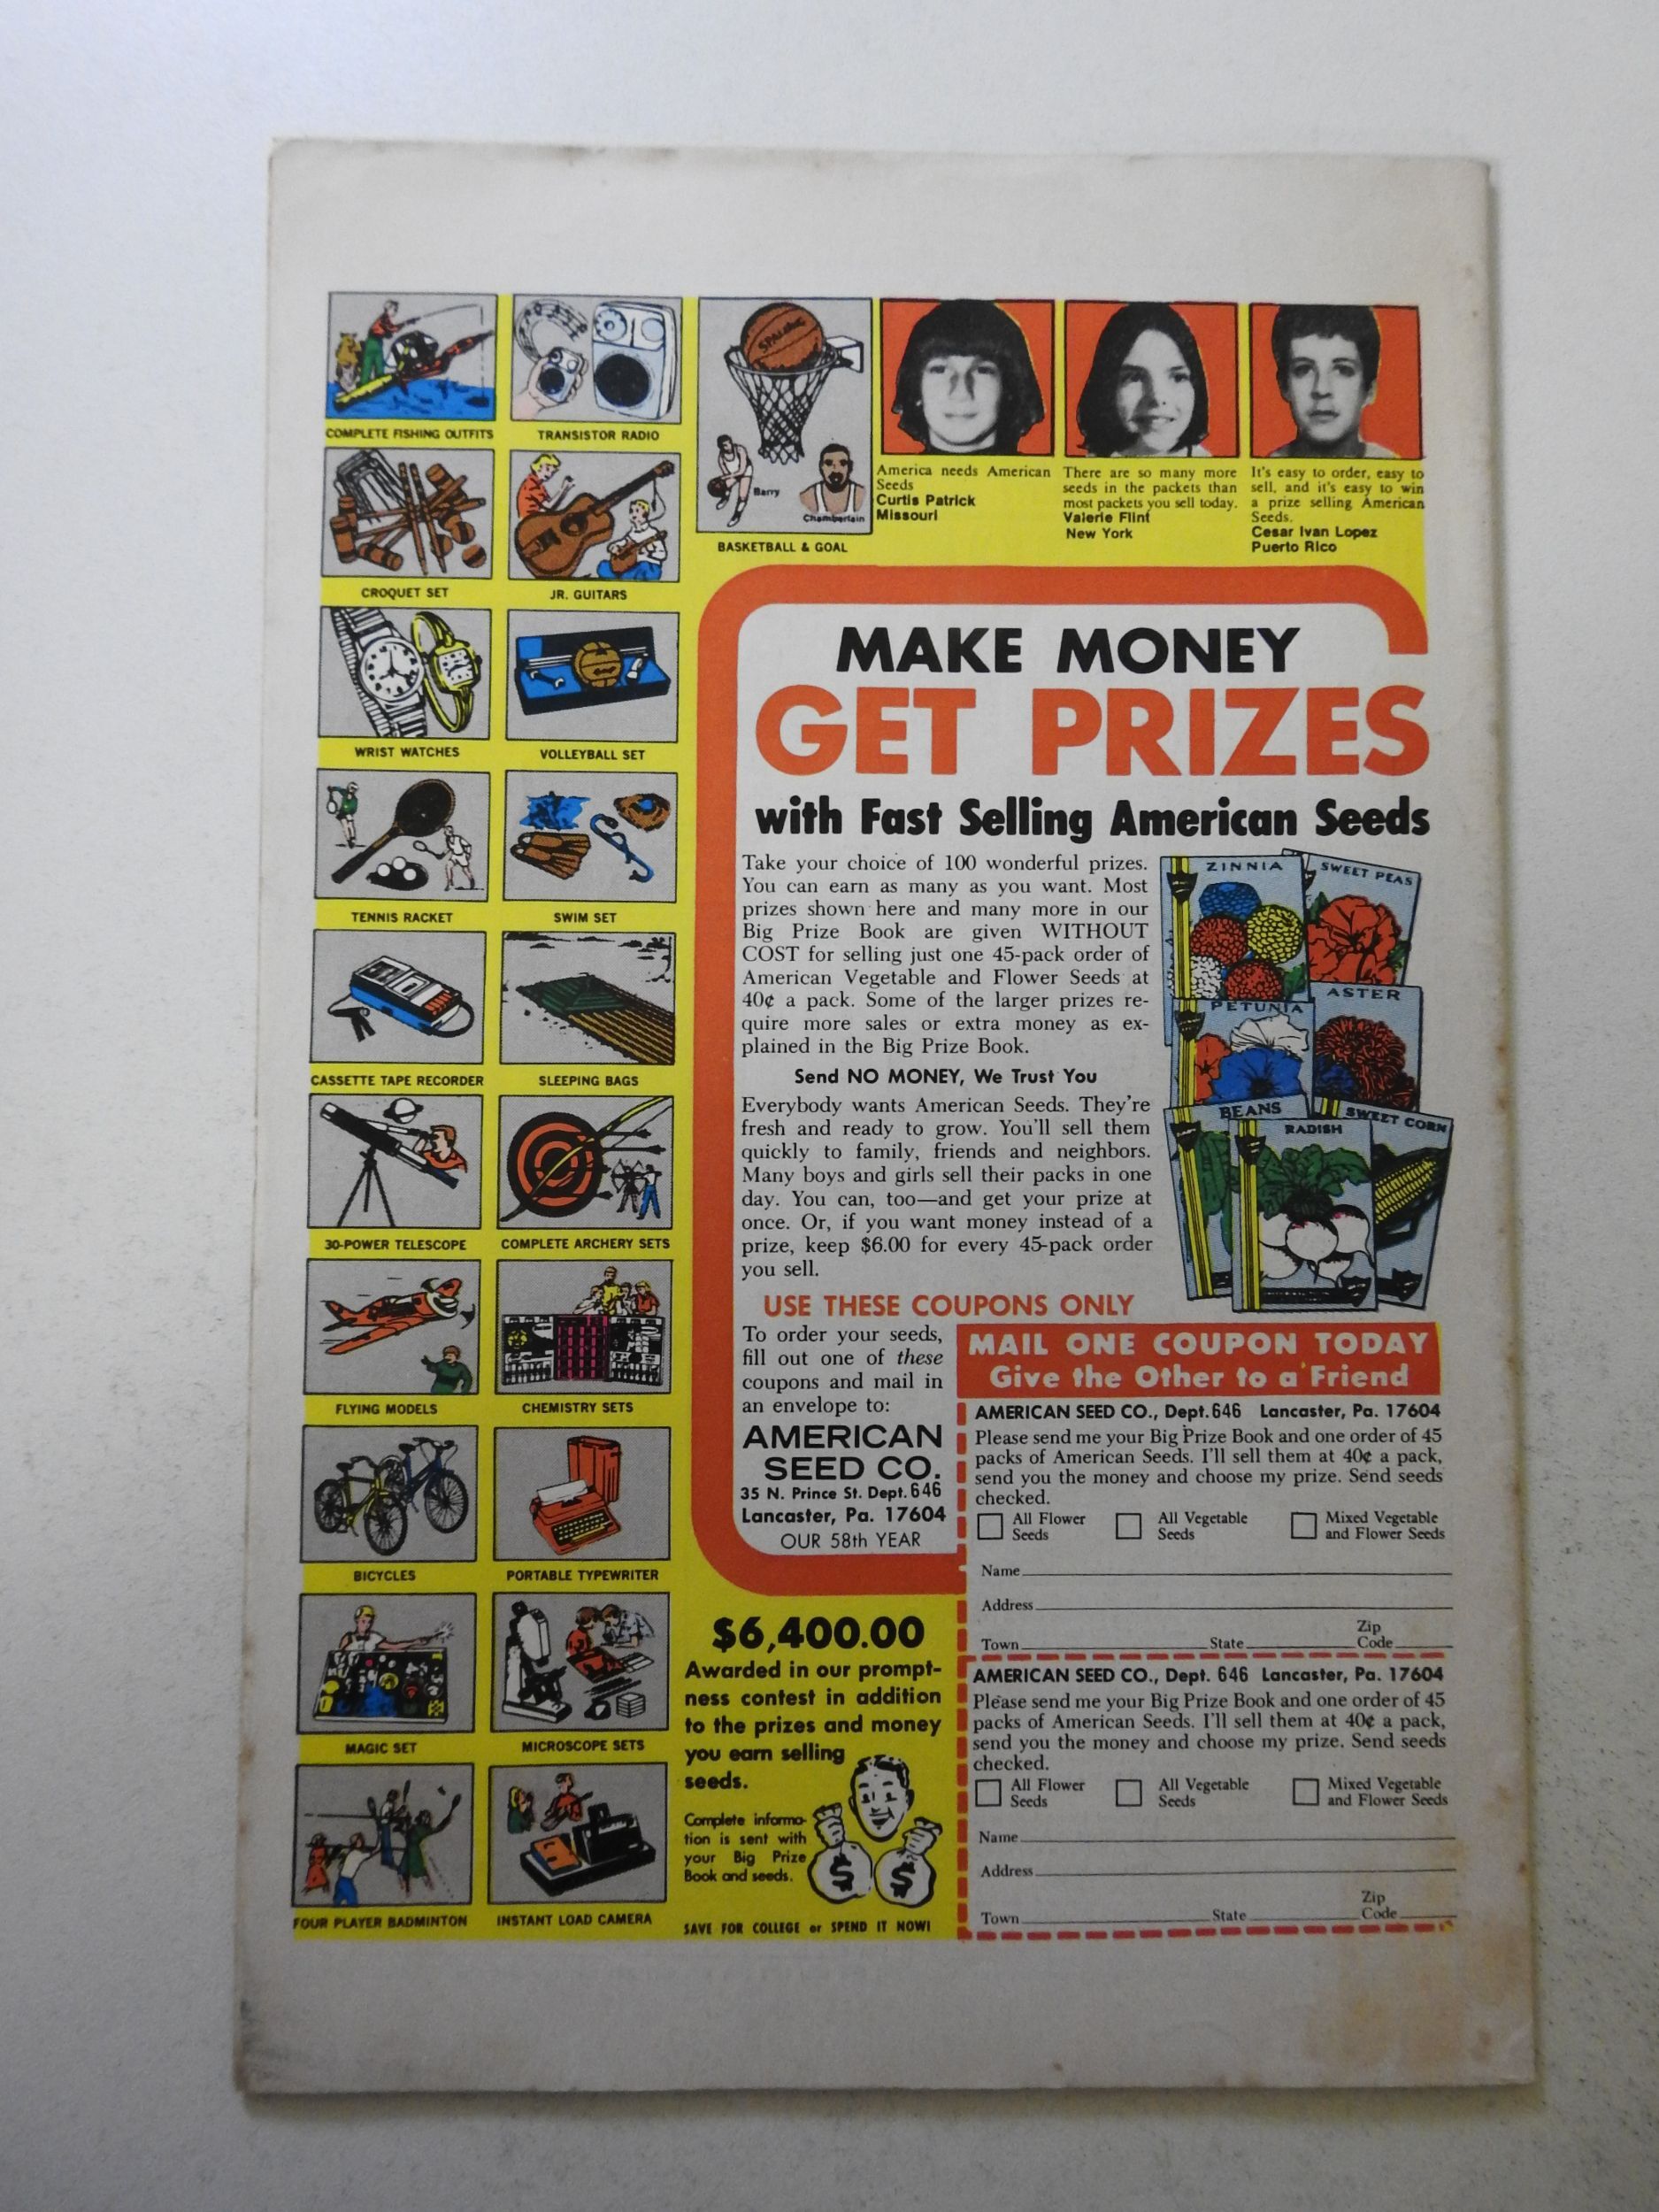 COMPLETE FISHING OUTFITS
TRANSISTOR RADIO
CROQUET SET
JR. GUITARS
WRIST WATCHES
VOLLEYBALL SET
TENNIS RACKET
SWIM SET
CASSETTE TAPE RECORDER
SLEEPING BAGS
30-POWER TELESCOPE
COMPLETE ARCHERY SETS
FLYING MODELS
CHEMISTRY SETS
BICYCLES
PORTABLE TYPEWRITER
MAGIC SET
MICROSCOPE SETS
FOUR PLAYER BADMINTON
INSTANT LOAD CAMERA
SPALDING
Barry
Chamberlain
BASKETBALL & GOAL
America needs American
Seeds
Curtis Patrick
Missouri
There are so many more
seeds in the packets than
most packets you sell today.
Valerie Flint
New York
It's easy to order, easy to
sell, and it's easy to win
a prize selling American
Seeds.
Cesar Ivan Lopez
Puerto Rico
MAKE MONEY
GET PRIZES
with Fast Selling American Seeds
Take your choice of 100 wonderful prizes.
You can earn as many as you want. Most
prizes shown here and many more in our
Big Prize Book are given WITHOUT
COST for selling just one 45-pack order of
American Vegetable and Flower Seeds at
40¢ a pack. Some of the larger prizes re-
quire more sales or extra money as ex-
plained in the Big Prize Book.
Send NO MONEY, We Trust You
Everybody wants American Seeds. They're
fresh and ready to grow. You'll sell them
quickly to family, friends and neighbors.
Many boys and girls sell their packs in one
day. You can, too—and get your prize at
once. Or, if you want money instead of a
prize, keep $6.00 for every 45-pack order
you sell.
ZINNIA
SWEET PEAS
PETUNIA
ASTER
BEANS
RADISH
SWEET CORN
USE THESE COUPONS ONLY
To order your seeds,
fill out one of these
coupons and mail in
an envelope to:
AMERICAN
SEED CO.
35 N. Prince St. Dept. 646
Lancaster, Pa. 17604
OUR 58th YEAR
MAIL ONE COUPON TODAY
Give the Other to a Friend
AMERICAN SEED CO., Dept. 646 Lancaster, Pa. 17604
Please send me your Big Prize Book and one order of 45
packs of American Seeds. I'll sell them at 40¢ a pack,
send you the money and choose my prize. Send seeds
checked.
All Flower
Seeds
All Vegetable
Seeds
Mixed Vegetable
and Flower Seeds
Name
Address
Town State Zip Code
AMERICAN SEED CO., Dept. 646 Lancaster, Pa. 17604
Please send me your Big Prize Book and one order of 45
packs of American Seeds. I'll sell them at 40¢ a pack,
send you the money and choose my prize. Send seeds
checked.
All Flower
Seeds
All Vegetable
Seeds
Mixed Vegetable
and Flower Seeds
Name
Address
Town State Zip Code
$6,400.00
Awarded in our prompt-
ness contest in addition
to the prizes and money
you earn selling
seeds.
Complete informa-
tion is sent with
your Big Prize
Book and seeds.
$ $
SAVE FOR COLLEGE or SPEND IT NOW!